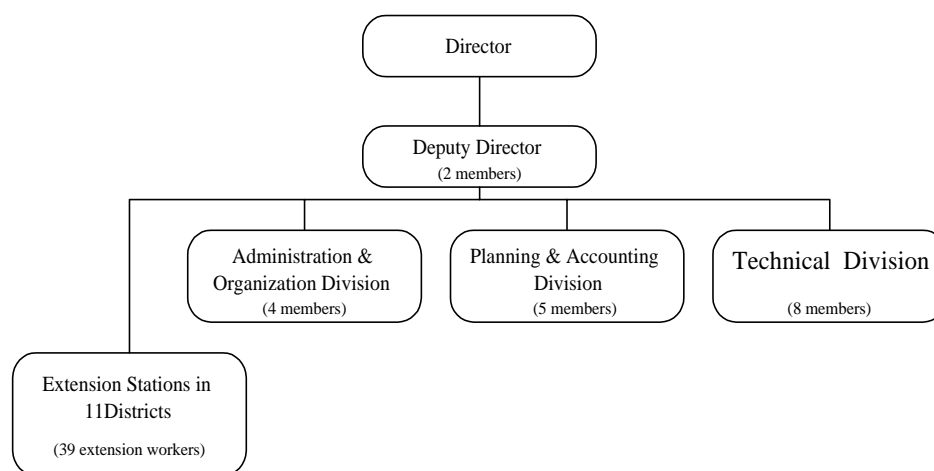 Director
Deputy Director
(2 members)
Administration &
Organization Division
(4 members)
Planning & Accounting
Division
(5 members)
Technical Division
(8 members)
Extension Stations in
11Districts
(39 extension workers)